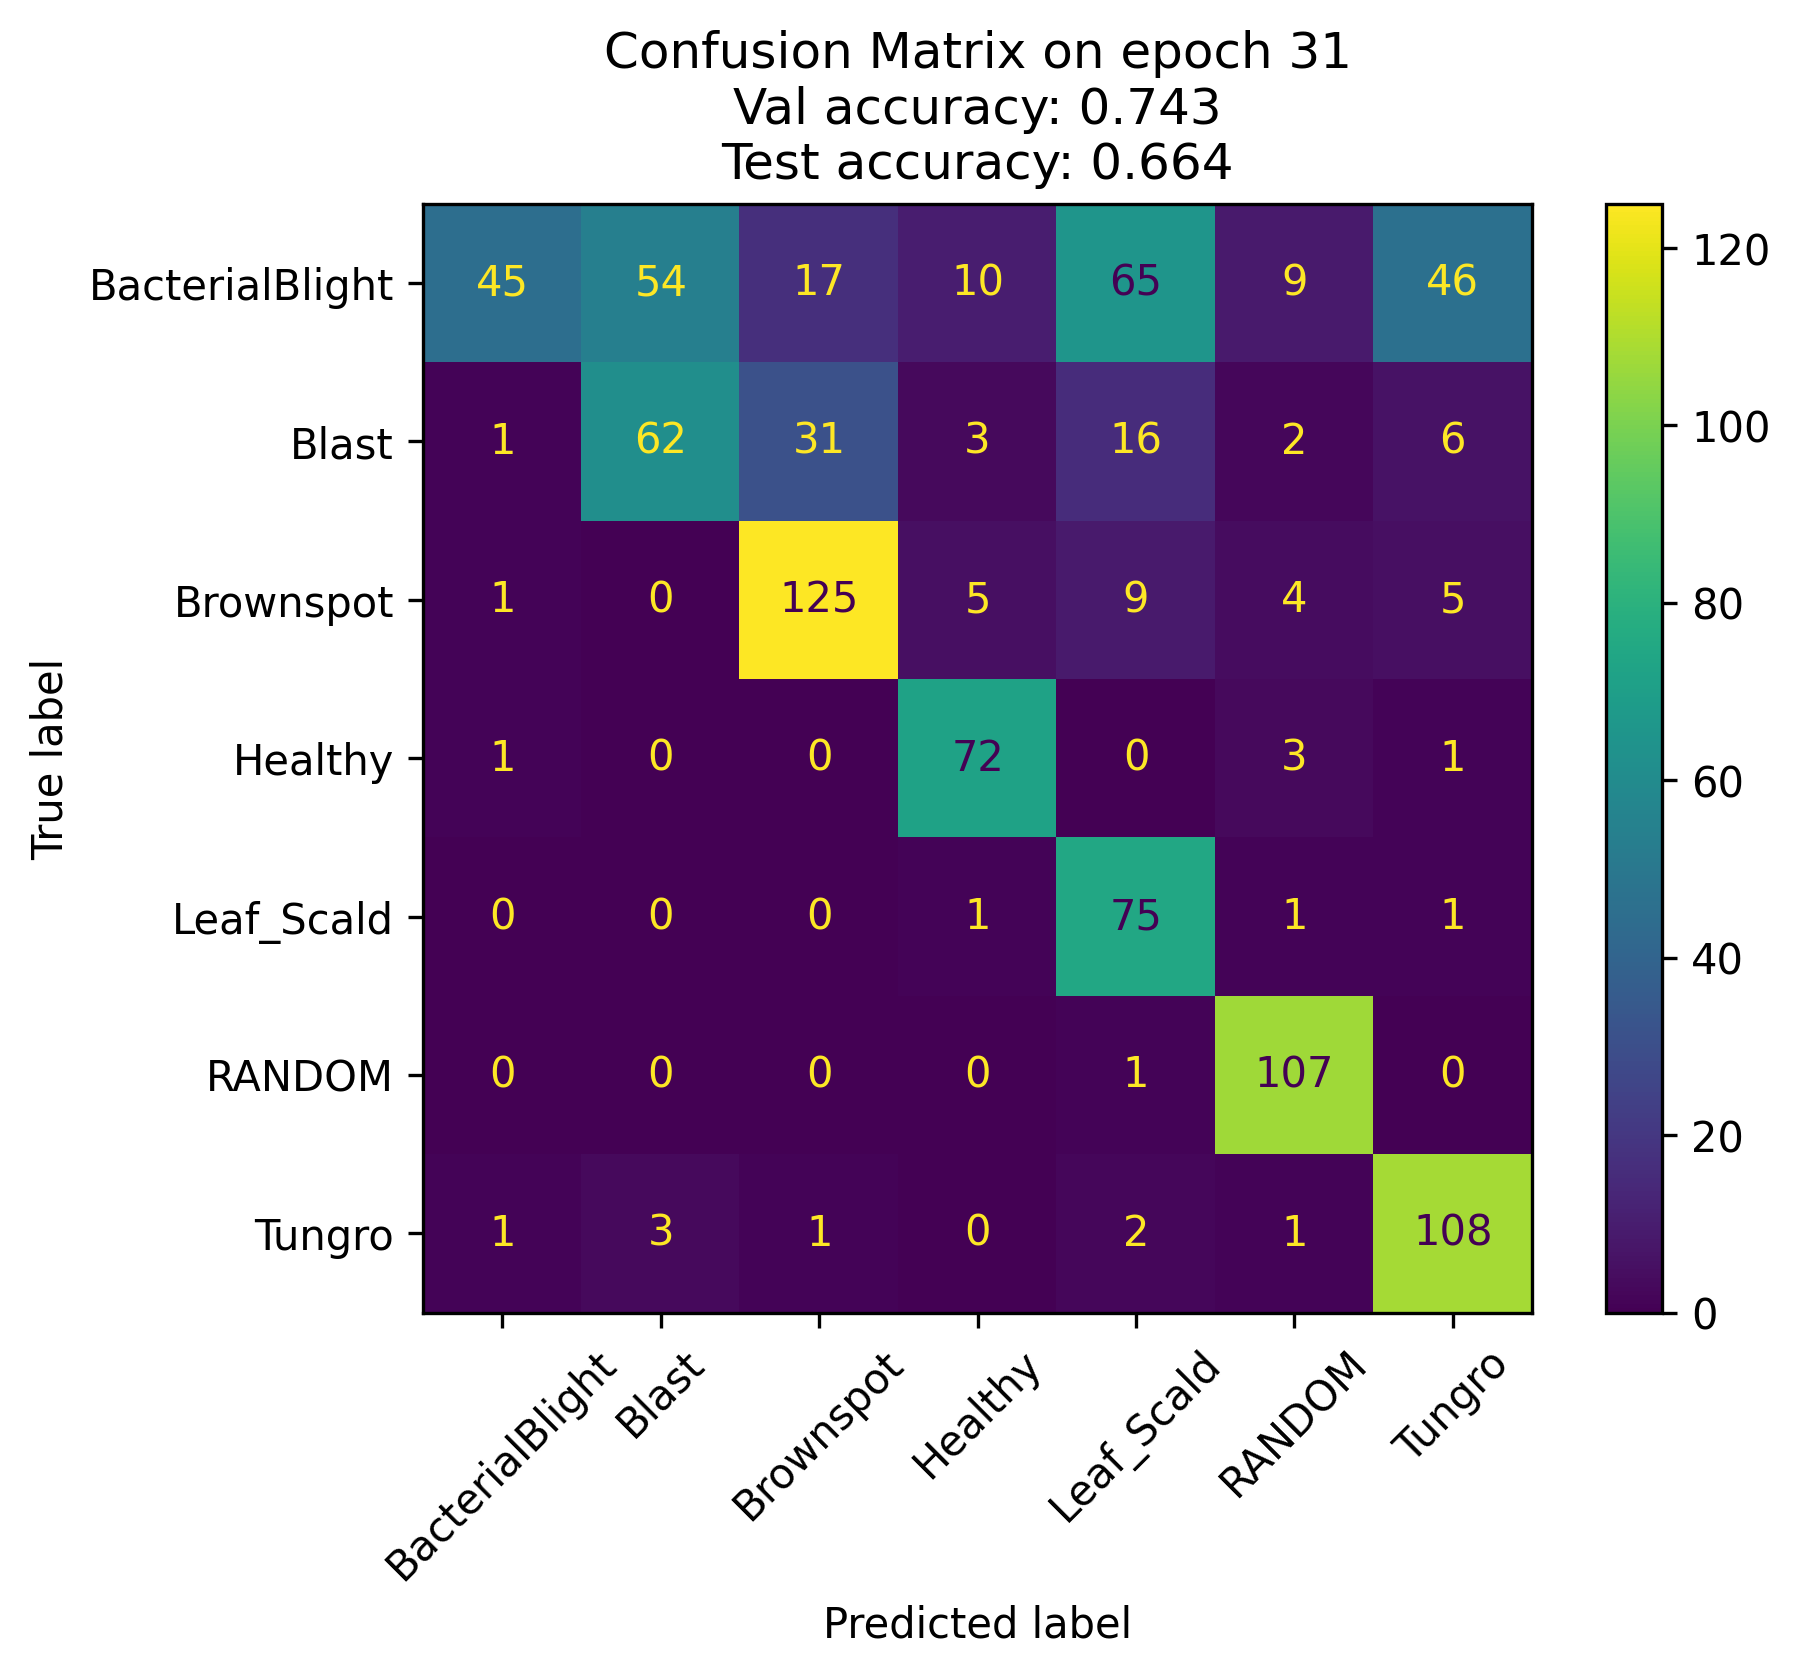 Confusion Matrix on epoch 31
Val accuracy: 0.743
Test accuracy: 0.664
BacterialBlight 45 54 17 10 65 9 46
Blast 1 62 31 3 16 2 6
Brownspot 1 0 125 5 9 4 5
Healthy 1 0 0 72 0 3 1
Leaf_Scald 0 0 0 1 75 1 1
RANDOM 0 0 0 0 1 107 0
Tungro 1 3 1 0 2 1 108
True label
BacterialBlight
Blast
Brownspot
Healthy
Leaf_Scald
RANDOM
Tungro
Predicted label
120
100
80
60
40
20
0